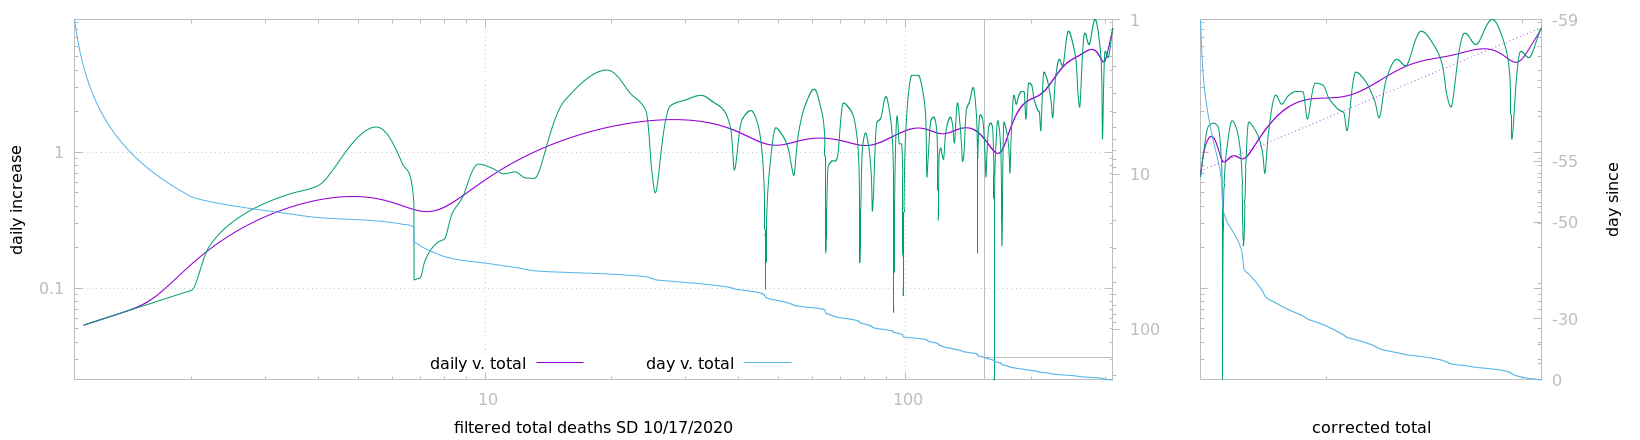 daily increase
1
0.1
10
100
filtered total deaths SD 10/17/2020
daily v. total
day v. total
1
10
100
corrected total
-59
-55
-50
-30
0
day since